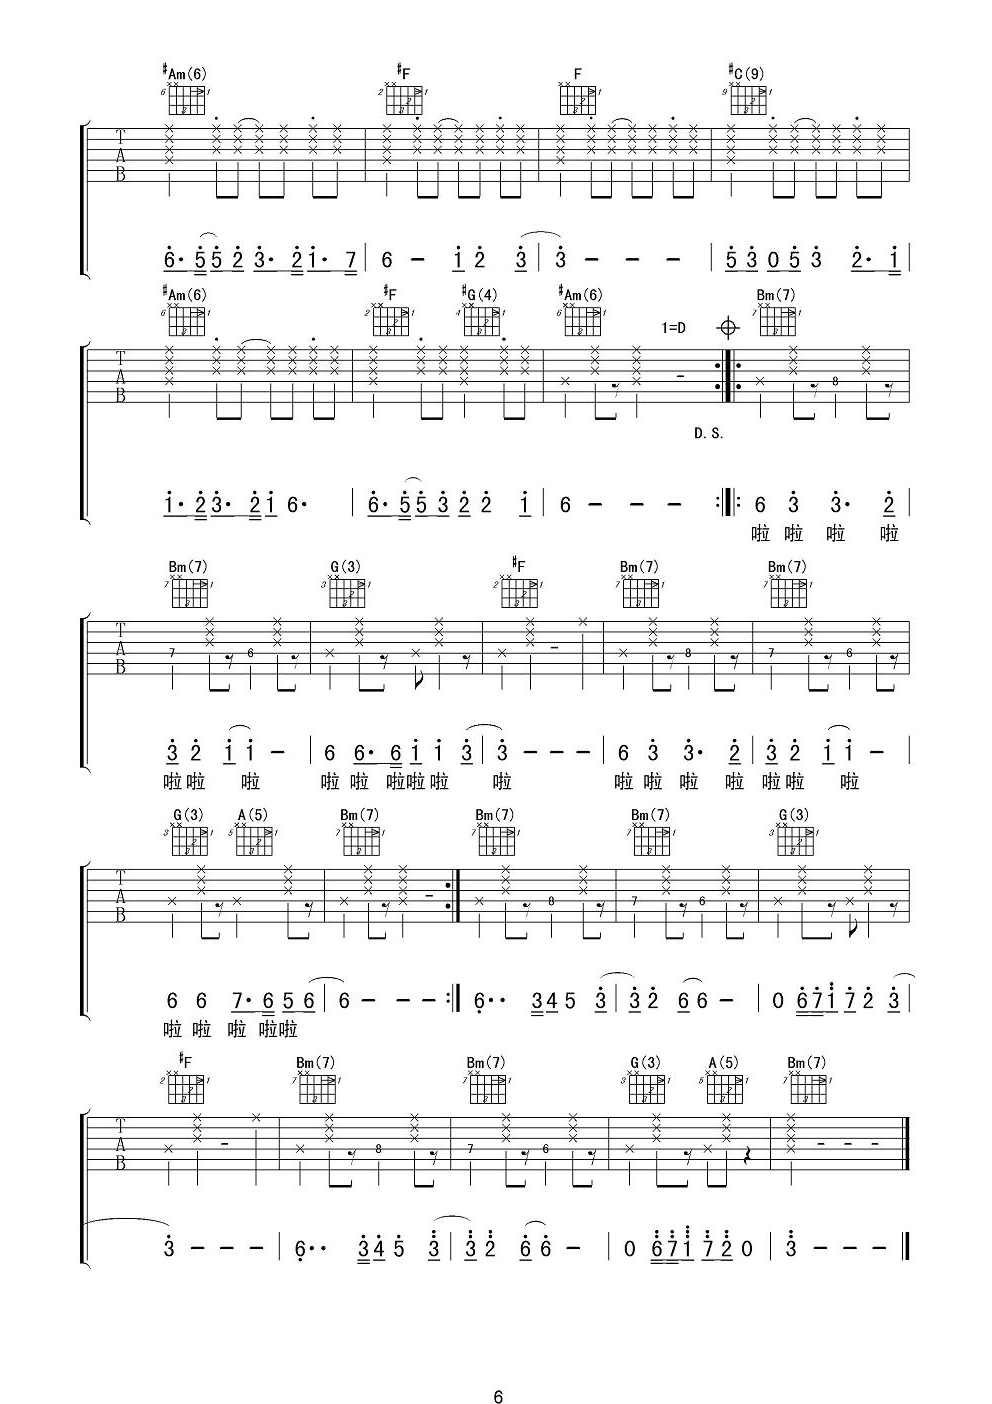 #Am(6) #F F #C(9)
6· 5 5 2 3· 2 1· 7 | 6 - 1 2 3 | 3 - - - | 5 3 0 5 3 2· 1
#Am(6) #F #G(4) #Am(6) 1=D Bm(7)
8
D.S.
1· 2 3· 2 1 6· | 6· 5 5 3 2 2 1 | 6 - - - :||: 6 3 3· 2
啦 啦 啦 啦
Bm(7) G(3) #F Bm(7) Bm(7)
7 6 8 7 6
3 2 1 1 - | 6 6· 6 1 1 3 | 3 - - - | 6 3 3· 2 | 3 2 1 1 -
啦 啦 啦 啦 啦 啦 啦 啦 啦 啦 啦 啦 啦 啦 啦 啦
G(3) A(5) Bm(7) Bm(7) Bm(7) G(3)
8 7 6
6 6 7· 6 5 6 | 6 - - - :|| 6·· 3 4 5 3 | 3 2 6 6 - | 0 6 7 1 7 2 3
啦 啦 啦 啦 啦
#F Bm(7) Bm(7) G(3) A(5) Bm(7)
8 7 6
3 - - - | 6·· 3 4 5 3 | 3 2 6 6 - | 0 6 7 1 7 2 0 | 3 - - - ||
6